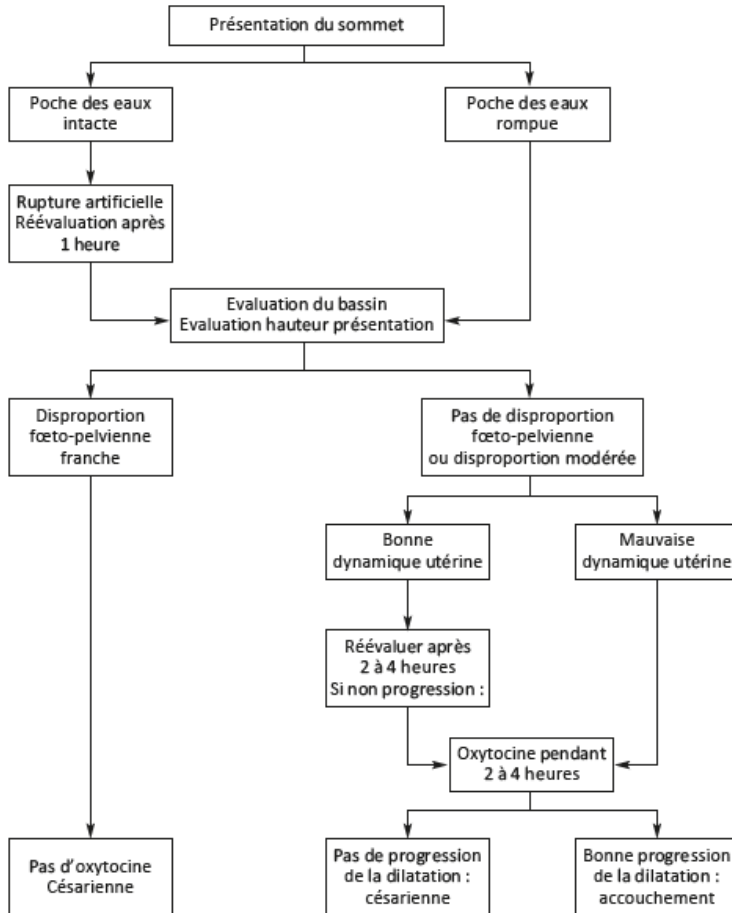 Présentation du sommet
Poche des eaux
intacte
Poche des eaux
rompue
Rupture artificielle
Réévaluation après
1 heure
Evaluation du bassin
Evaluation hauteur présentation
Disproportion
fœto-pelvienne
franche
Pas de disproportion
fœto-pelvienne
ou disproportion modérée
Bonne
dynamique utérine
Mauvaise
dynamique utérine
Réévaluer après
2 à 4 heures
Si non progression :
Oxytocine pendant
2 à 4 heures
Pas d'oxytocine
Césarienne
Pas de progression
de la dilatation :
césarienne
Bonne progression
de la dilatation :
accouchement